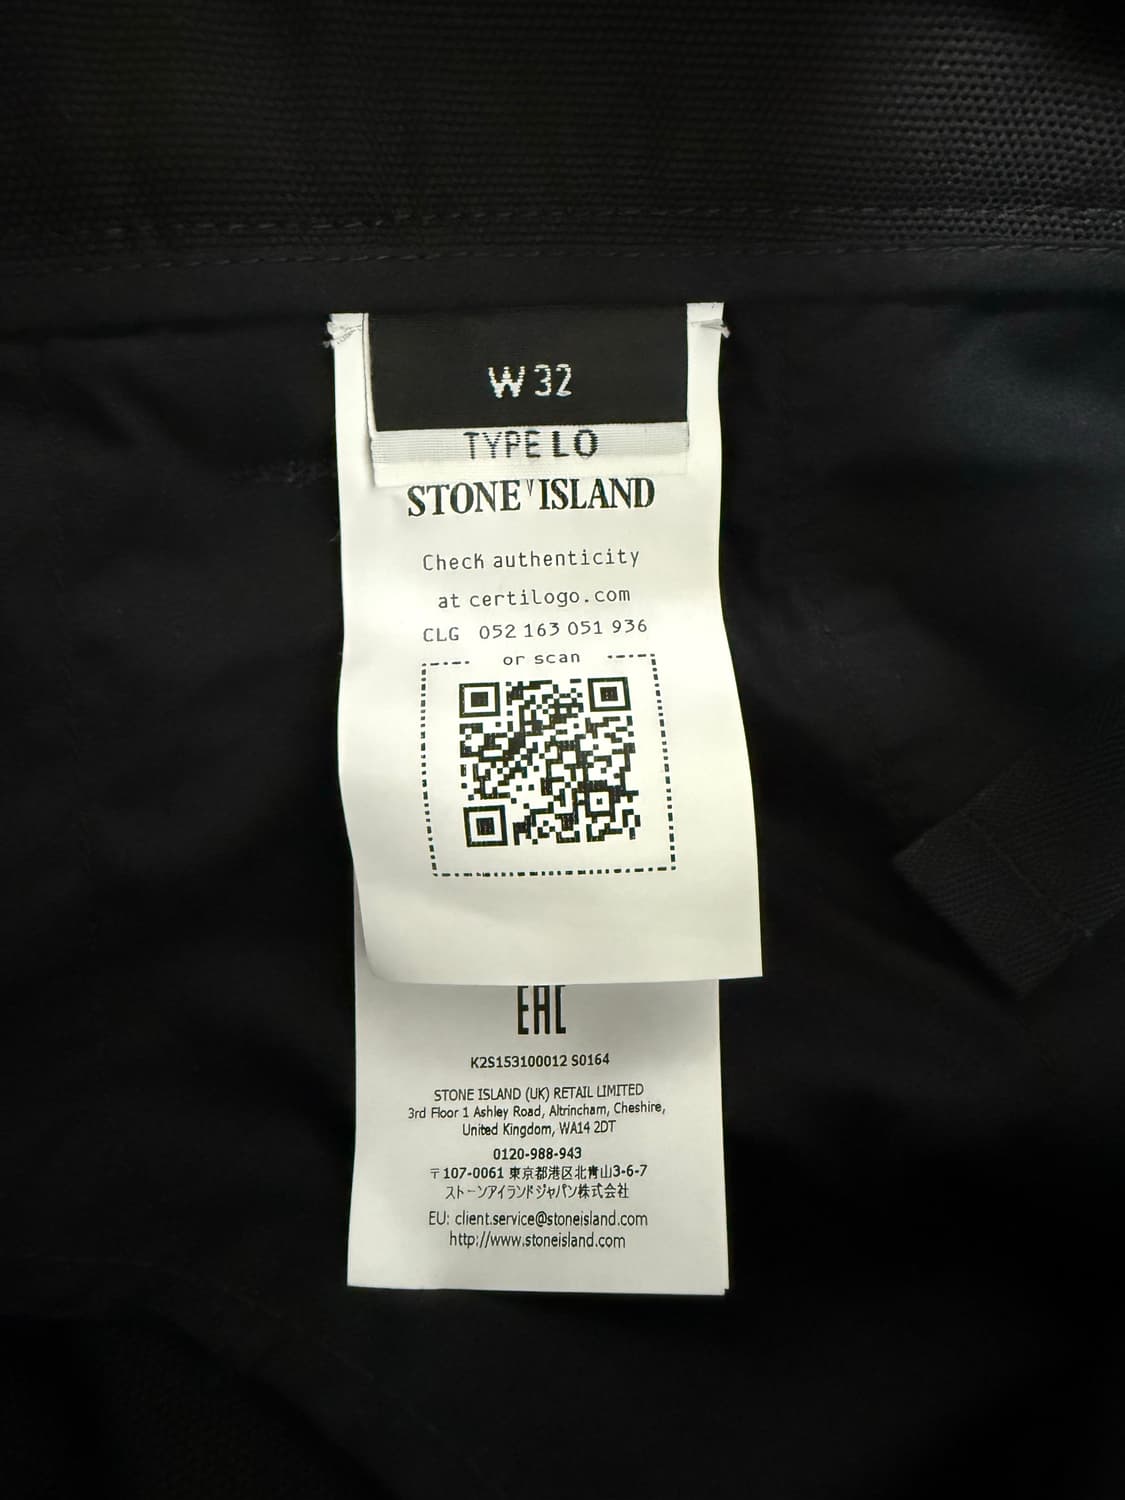 W 32
TYPE LO
STONE ISLAND
Check authenticity
at certilogo.com
CLG 052 163 051 936
or scan
EAC
K2S153100012 S0164
STONE ISLAND (UK) RETAIL LIMITED
3rd Floor 1 Ashley Road, Altrincham, Cheshire,
United Kingdom, WA14 2DT
0120-988-943
〒107-0061 東京都港区北青山3-6-7
ストーンアイランドジャパン株式会社
EU: client.service@stoneisland.com
http://www.stoneisland.com